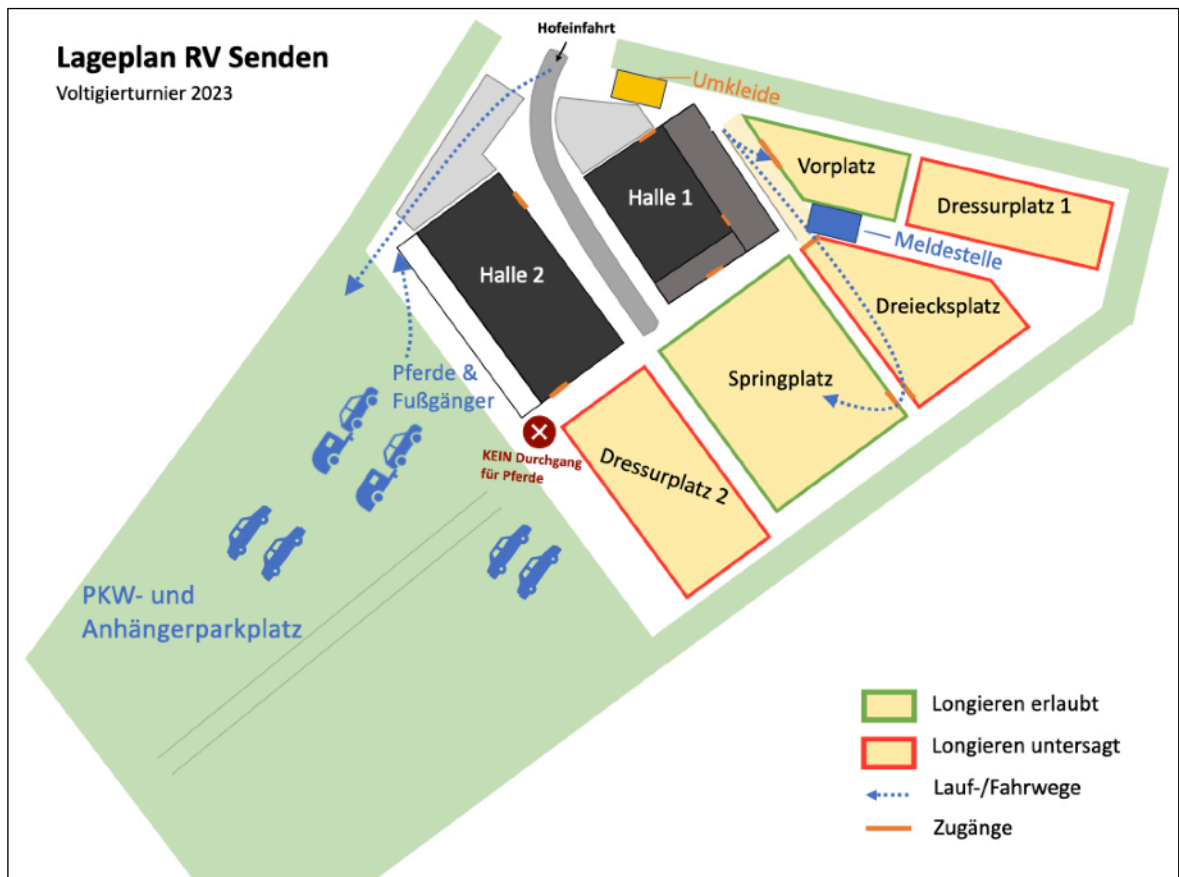 Lageplan RV Senden
Voltigierturnier 2023
Hofeinfahrt
Umkleide
Vorplatz
Halle 1
Dressurplatz 1
Meldestelle
Halle 2
Dreiecksplatz
Pferde &
Fußgänger
Springplatz
KEIN Durchgang
für Pferde
Dressurplatz 2
PKW- und
Anhängerparkplatz
Longieren erlaubt
Longieren untersagt
Lauf-/Fahrwege
Zugänge